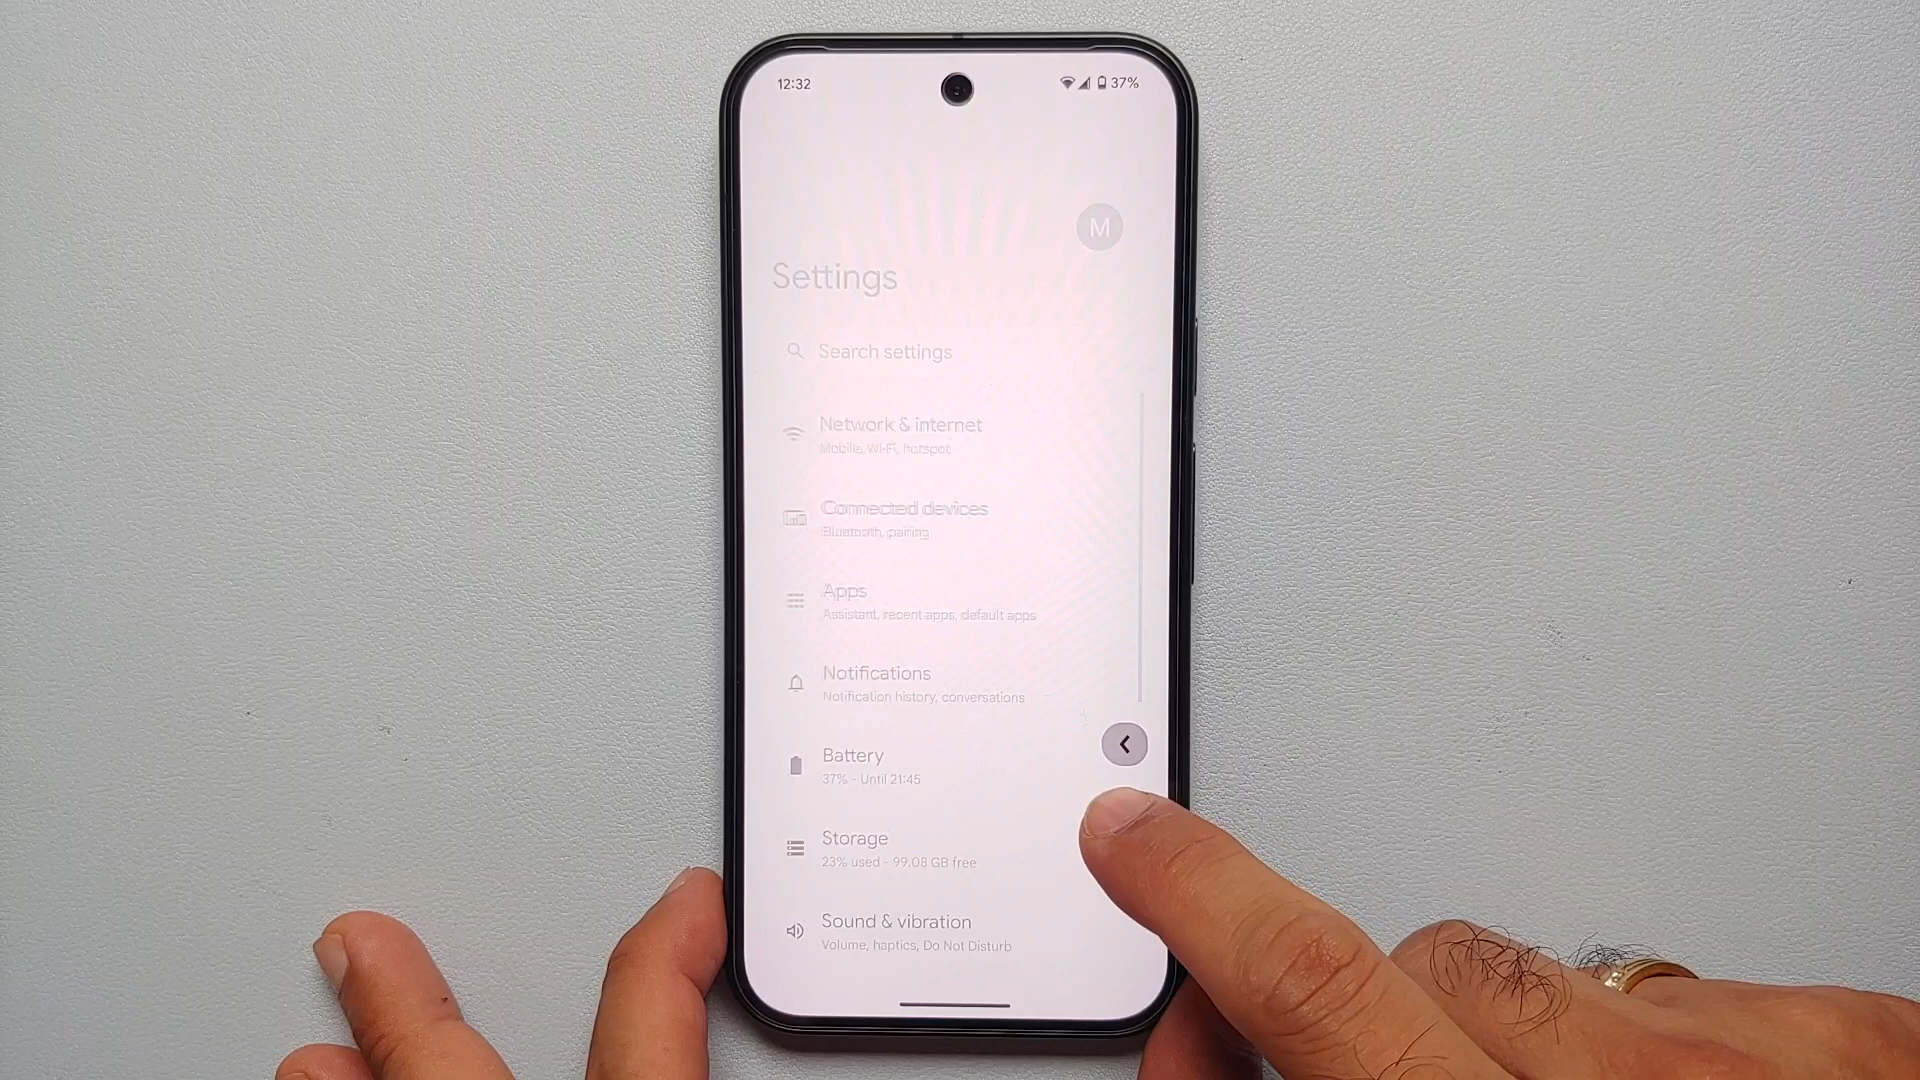 12:32
37%
M
Settings
Search settings
Network & internet
Mobile, Wi-Fi, hotspot
Connected devices
Bluetooth, pairing
Apps
Assistant, recent apps, default apps
Notifications
Notification history, conversations
Battery
37% - Until 21:45
Storage
23% used - 99.08 GB free
Sound & vibration
Volume, haptics, Do Not Disturb